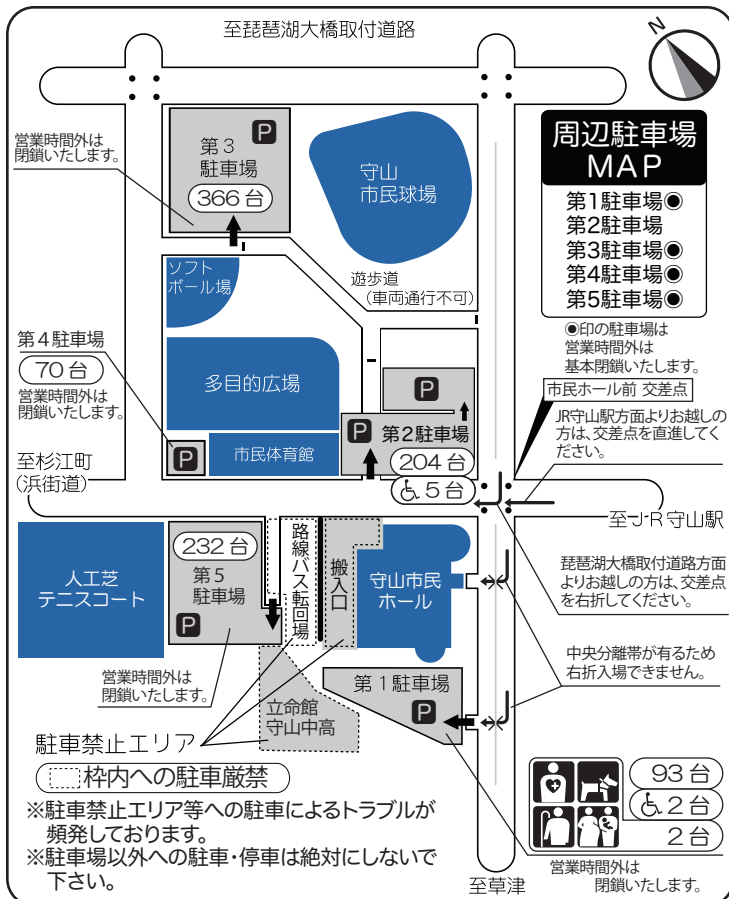 至琵琶湖大橋取付道路
N
営業時間外は
閉鎖いたします。
第3
駐車場
P
366台
守山
市民球場
周辺駐車場
MAP
第1駐車場◉
第2駐車場
第3駐車場◉
第4駐車場◉
第5駐車場◉
◉印の駐車場は
営業時間外は
基本閉鎖いたします。
ソフト
ボール場
遊歩道
(車両通行不可)
第4駐車場
70台
営業時間外は
閉鎖いたします。
多目的広場
P
市民ホール前 交差点
JR守山駅方面よりお越しの
方は、交差点を直進してく
ださい。
P
市民体育館
P
第2駐車場
204台
5台
至杉江町
(浜街道)
至JR守山駅
人工芝
テニスコート
232台
第5
駐車場
P
路線バス転回場
搬入口
守山市民
ホール
琵琶湖大橋取付道路方面
よりお越しの方は、交差点
を右折してください。
中央分離帯が有るため
右折入場できません。
営業時間外は
閉鎖いたします。
立命館
守山中高
第1駐車場
P
駐車禁止エリア
枠内への駐車厳禁
93台
2台
2台
※駐車禁止エリア等への駐車によるトラブルが
頻発しております。
※駐車場以外への駐車・停車は絶対にしないで
下さい。
営業時間外は
閉鎖いたします。
至草津